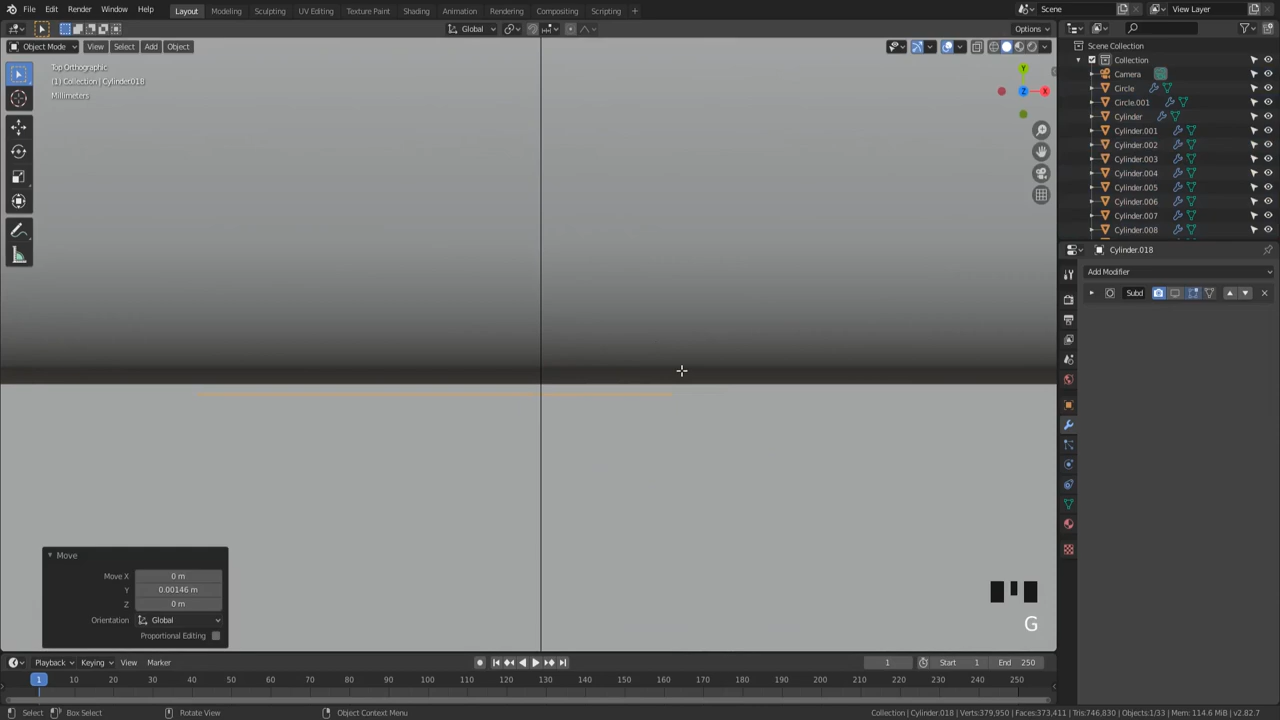 File Edit Render Window Help Layout Modeling Sculpting UV Editing Texture Paint Shading Animation Rendering Compositing Scripting + Scene View Layer
Global Options
Object Mode View Select Add Object
Top Orthographic
(1) Collection | Cylinder.018
Millimeters
Y
Z
X
Scene Collection
Collection
Camera
Circle
Circle.001
Cylinder
Cylinder.001
Cylinder.002
Cylinder.003
Cylinder.004
Cylinder.005
Cylinder.006
Cylinder.007
Cylinder.008
Cylinder.018
Add Modifier
Subd
Move
Move X 0 m
Y 0.00146 m
Z 0 m
Orientation Global
Proportional Editing
G
Playback Keying View Marker 1 Start 1 End 250
1 10 20 30 40 50 60 70 80 90 100 110 120 130 140 150 160 170 180 190 200 210 220 230 240 250
Select Box Select Rotate View Object Context Menu Collection | Cylinder.018 | Verts:379,950 | Faces:373,411 | Tris:746,830 | Objects:1/33 | Mem: 114.6 MiB | v2.82.7